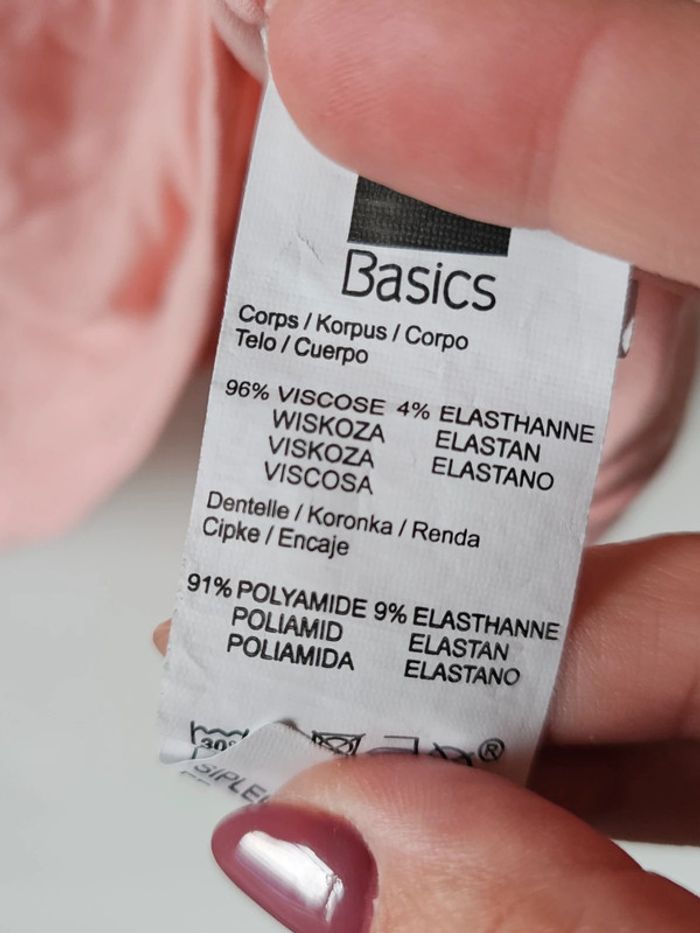 Basics
Corps / Korpus / Corpo
Telo / Cuerpo
96% VISCOSE 4% ELASTHANNE
WISKOZA ELASTAN
VISKOZA ELASTANO
VISCOSA
Dentelle / Koronka / Renda
Cipke / Encaje
91% POLYAMIDE 9% ELASTHANNE
POLIAMID ELASTAN
POLIAMIDA ELASTANO
30° ®